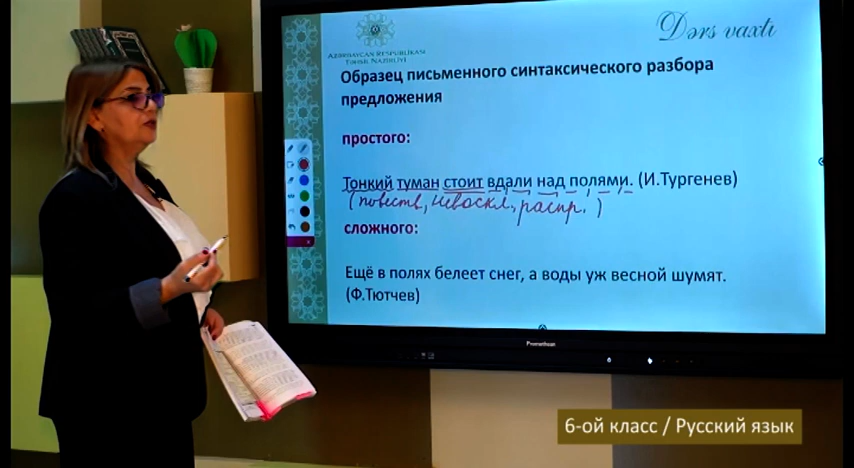 Dərs vaxtı
AZƏRBAYCAN RESPUBLİKASI
TƏHSİL NAZİRLİYİ
Образец письменного синтаксического разбора
предложения
простого:
Тонкий туман стоит вдали над полями. (И.Тургенев)
(повеств, невоскл., распр.)
сложного:
Ещё в полях белеет снег, а воды уж весной шумят.
(Ф.Тютчев)
Promethean
6-ой класс / Русский язык